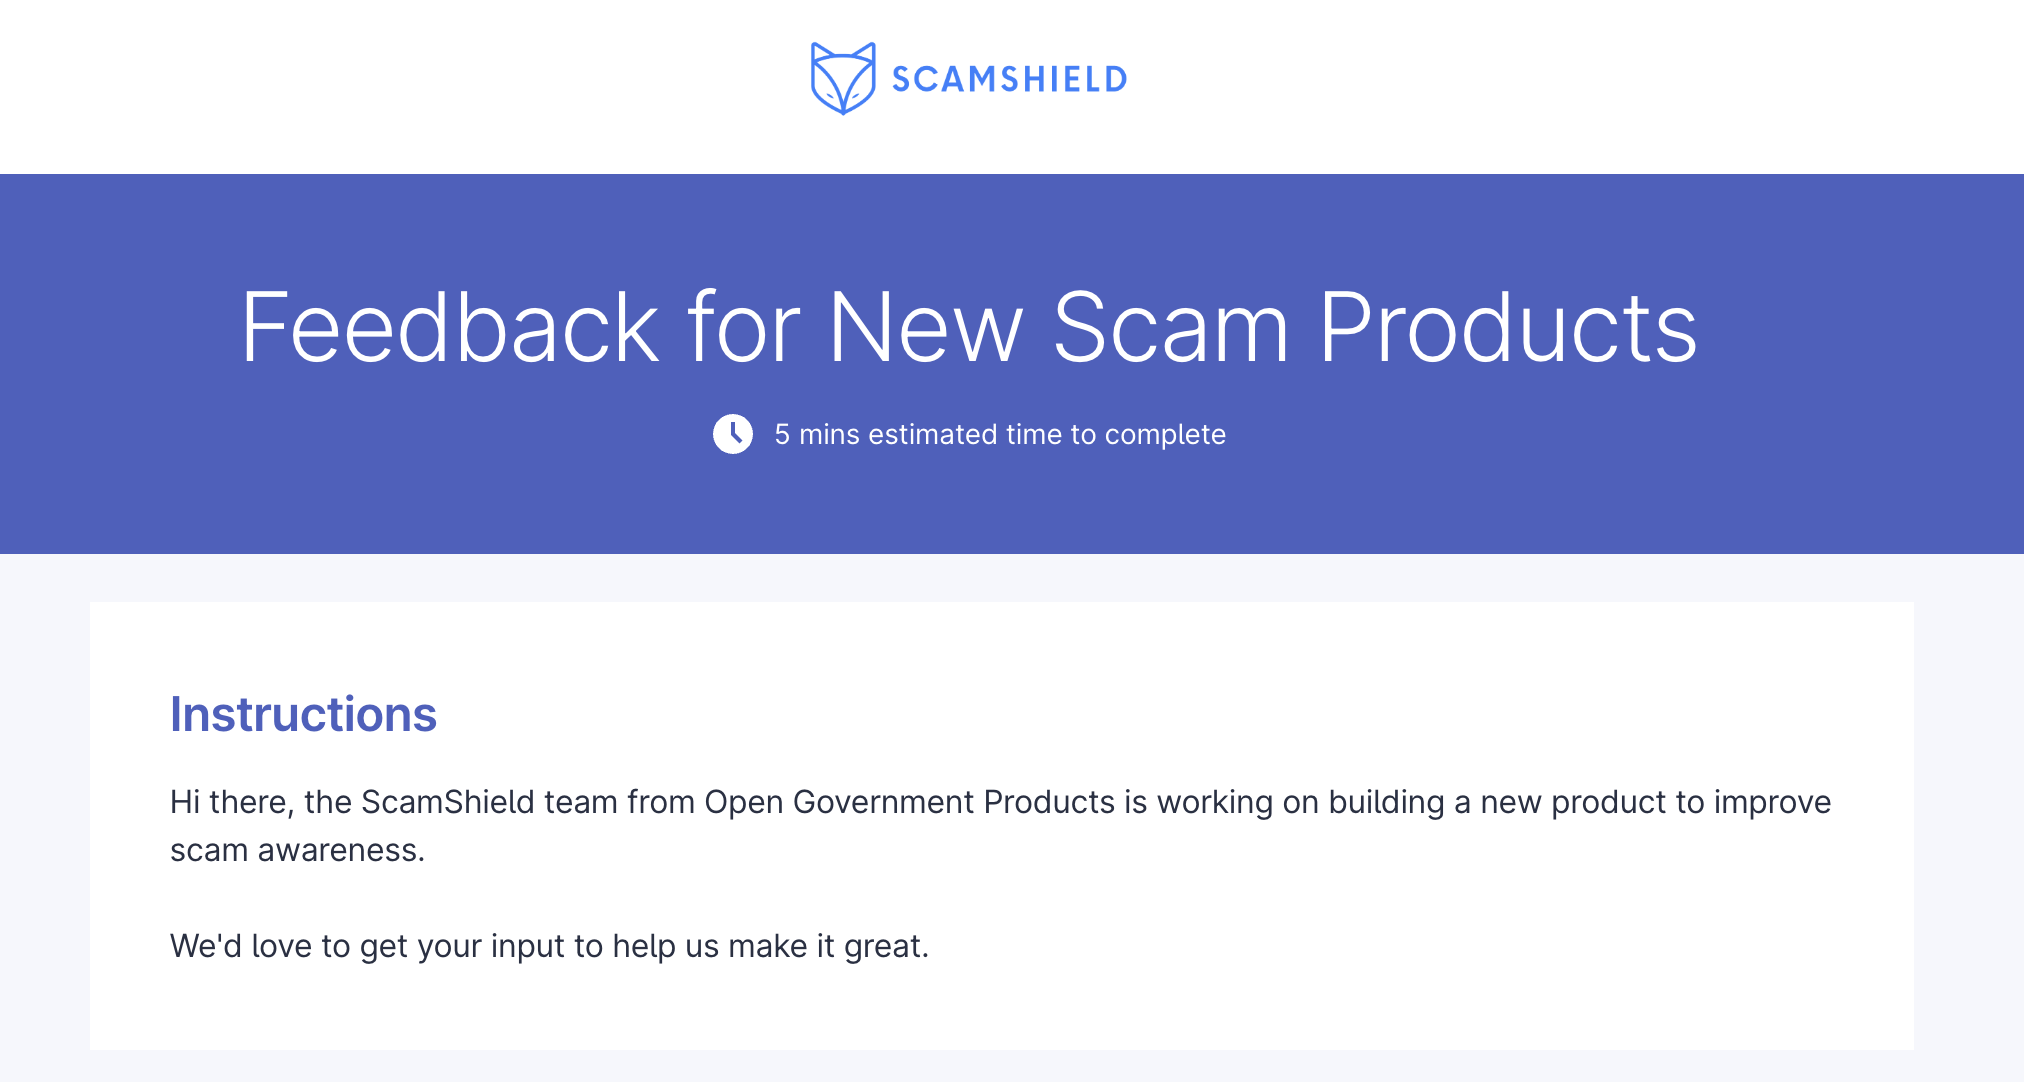 SCAMSHIELD
Feedback for New Scam Products
5 mins estimated time to complete
Instructions
Hi there, the ScamShield team from Open Government Products is working on building a new product to improve
scam awareness.
We'd love to get your input to help us make it great.